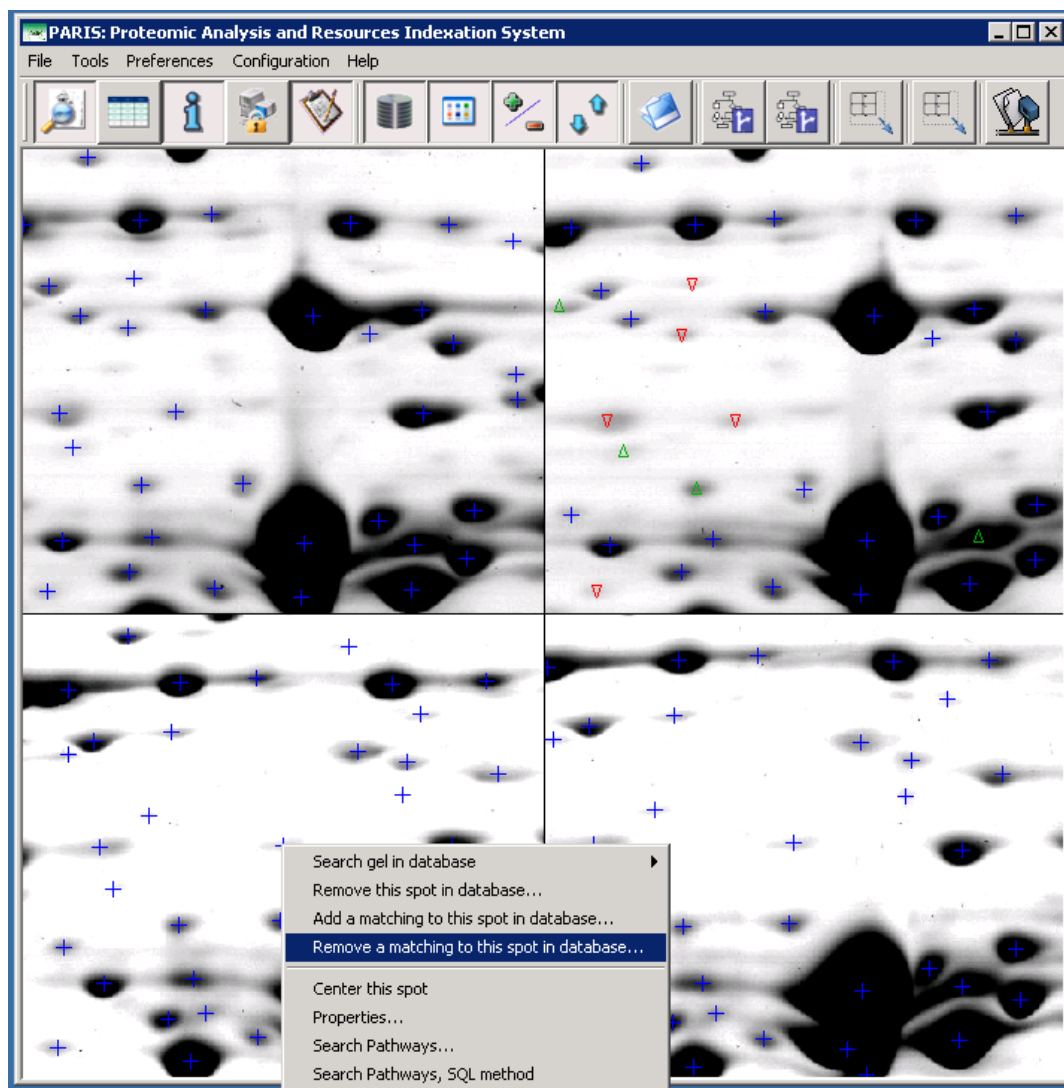 PARIS: Proteomic Analysis and Resources Indexation System
File Tools Preferences Configuration Help
Search gel in database
Remove this spot in database...
Add a matching to this spot in database...
Remove a matching to this spot in database...
Center this spot
Properties...
Search Pathways...
Search Pathways, SQL method